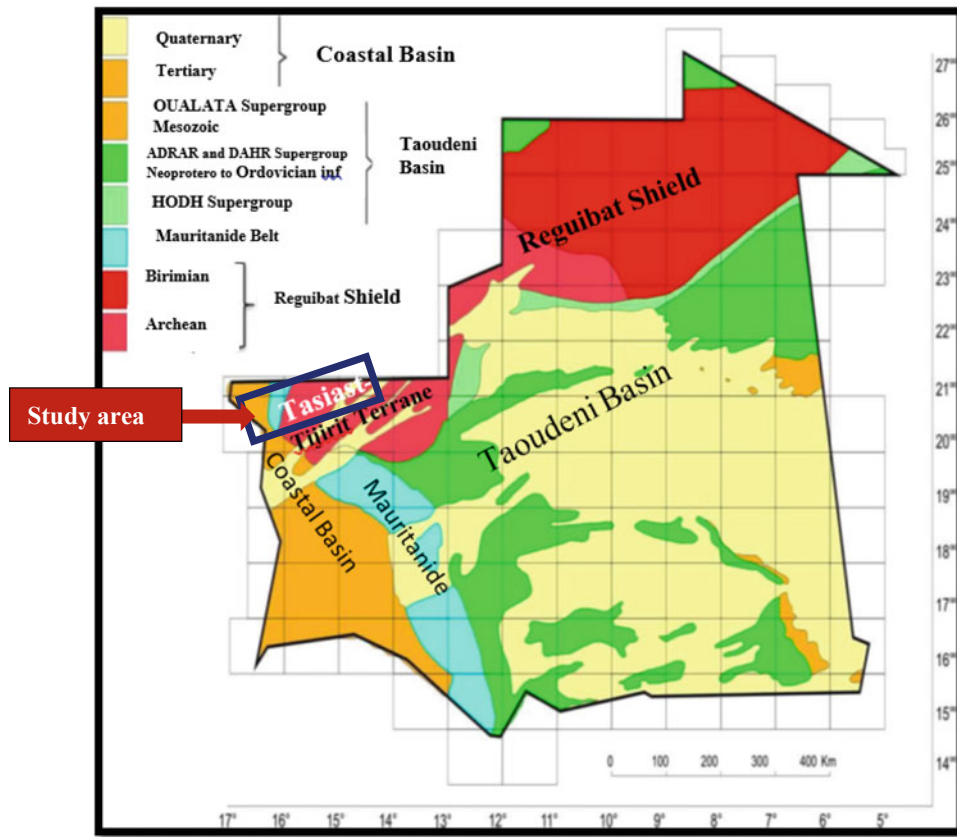 Quaternary
Coastal Basin
Tertiary
OUALATA Supergroup
Mesozoic
ADRAR and DAHR Supergroup
Neoprotero to Ordovician inf
Taoudeni
Basin
HODH Supergroup
Mauritanide Belt
Birimian
Reguibat Shield
Archean
Study area
Reguibat Shield
Tasiast
Tijirit Terrane
Taoudeni Basin
Coastal Basin
Mauritanide
27°
26°
25°
24°
23°
22°
21°
20°
19°
18°
17°
16°
15°
14°
0 100 200 300 400 Km
17° 16° 15° 14° 13° 12° 11° 10° 9° 8° 7° 6° 5°